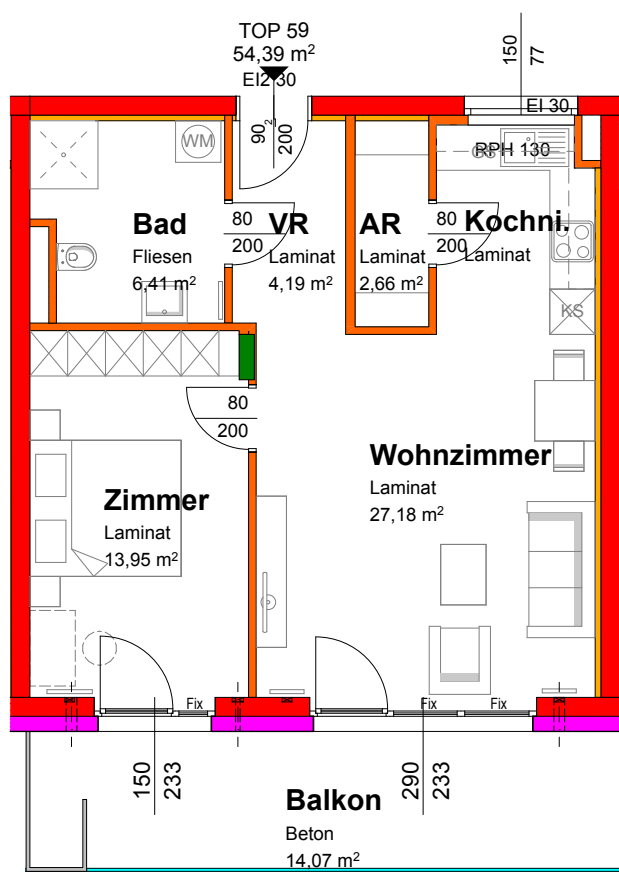 TOP 59
54,39 m²
EI2 30
150
77
EI 30
90
2
200
WM
RPH 130
Bad
Fliesen
6,41 m²
80
200
VR
Laminat
4,19 m²
AR
Laminat
2,66 m²
80
200
Kochni.
Laminat
KS
80
200
Wohnzimmer
Laminat
27,18 m²
Zimmer
Laminat
13,95 m²
Fix
Fix
Fix
150
233
290
233
Balkon
Beton
14,07 m²